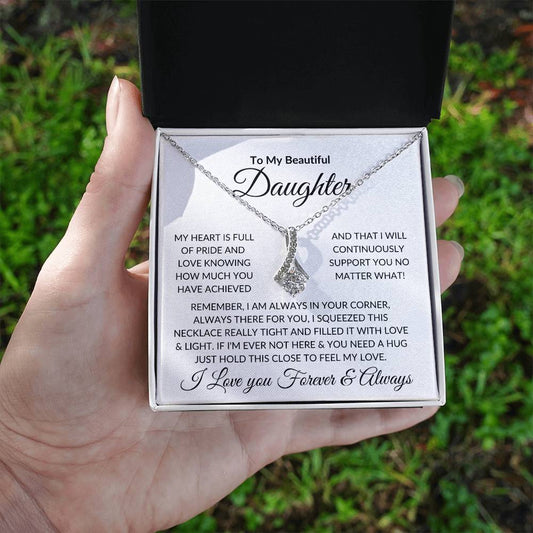 To My Beautiful
Daughter
MY HEART IS FULL
OF PRIDE AND
LOVE KNOWING
HOW MUCH YOU
HAVE ACHIEVED
AND THAT I WILL
CONTINUOUSLY
SUPPORT YOU NO
MATTER WHAT!
REMEMBER, I AM ALWAYS IN YOUR CORNER,
ALWAYS THERE FOR YOU, I SQUEEZED THIS
NECKLACE REALLY TIGHT AND FILLED IT WITH LOVE
& LIGHT. IF I'M EVER NOT HERE & YOU NEED A HUG
JUST HOLD THIS CLOSE TO FEEL MY LOVE.
I Love you Forever & Always